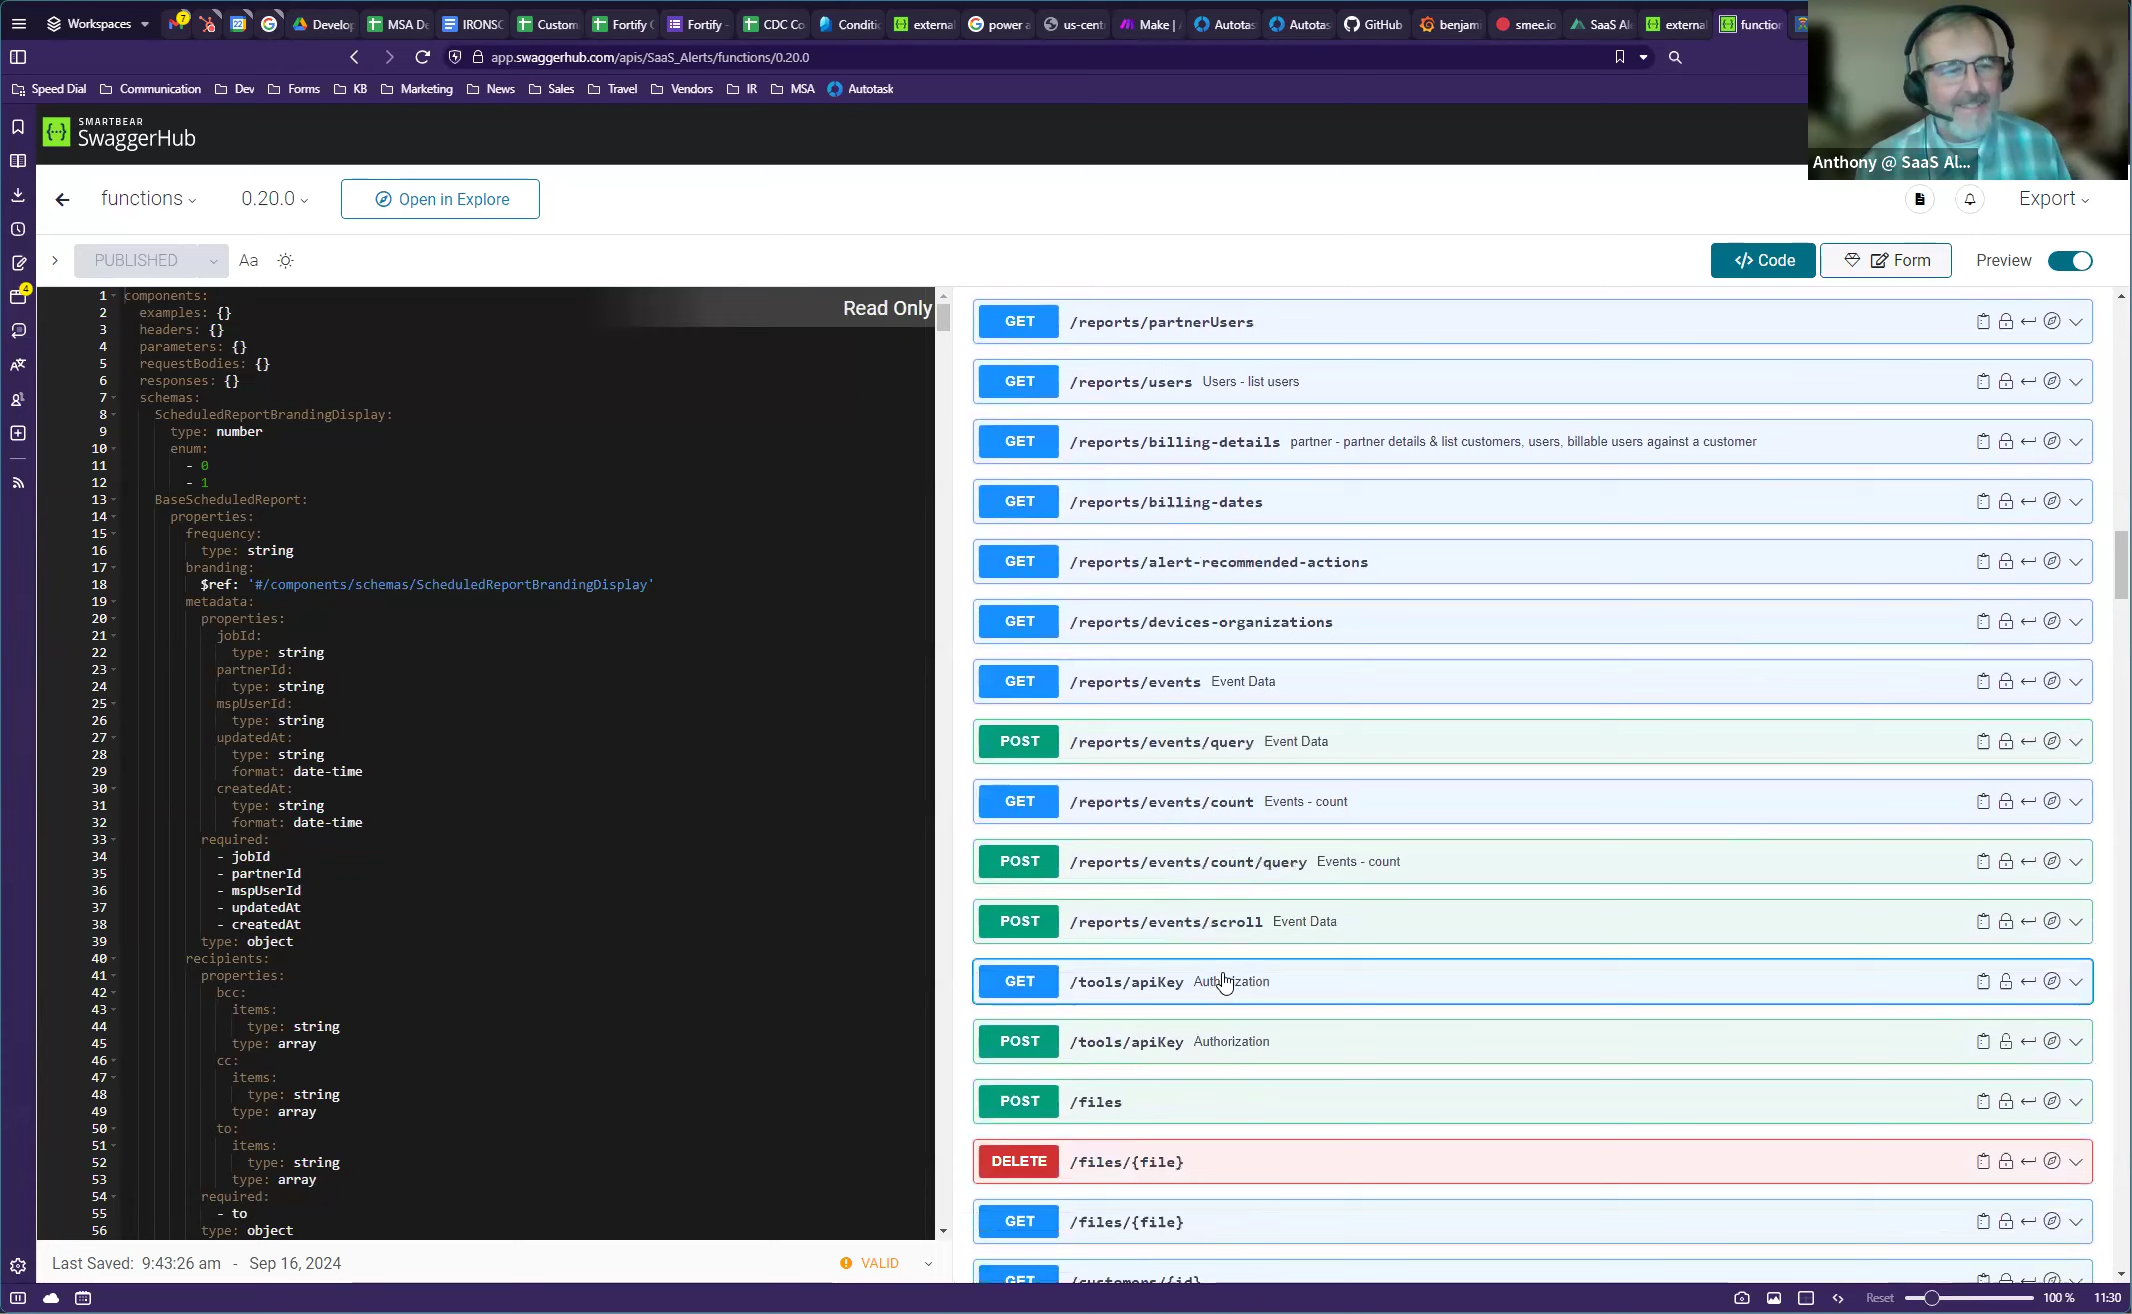 Workspaces
7
22
Develop
MSA De
IRONSC
Custom
Fortify C
Fortify -
CDC Co
Conditi
external
power a
us-cent
Make |
Autotas
Autotas
GitHub
benjam
smee.io
SaaS Al
external
function
app.swaggerhub.com/apis/SaaS_Alerts/functions/0.20.0
Speed Dial
Communication
Dev
Forms
KB
Marketing
News
Sales
Travel
Vendors
IR
MSA
Autotask
SMARTBEAR
SwaggerHub
Anthony @ SaaS Al...
functions
0.20.0
Open in Explore
Export
PUBLISHED
Aa
Code
Form
Preview
4
Read Only
1 components:
2 examples: {}
3 headers: {}
4 parameters: {}
5 requestBodies: {}
6 responses: {}
7 schemas:
8 ScheduledReportBrandingDisplay:
9 type: number
10 enum:
11 - 0
12 - 1
13 BaseScheduledReport:
14 properties:
15 frequency:
16 type: string
17 branding:
18 $ref: '#/components/schemas/ScheduledReportBrandingDisplay'
19 metadata:
20 properties:
21 jobId:
22 type: string
23 partnerId:
24 type: string
25 mspUserId:
26 type: string
27 updatedAt:
28 type: string
29 format: date-time
30 createdAt:
31 type: string
32 format: date-time
33 required:
34 - jobId
35 - partnerId
36 - mspUserId
37 - updatedAt
38 - createdAt
39 type: object
40 recipients:
41 properties:
42 bcc:
43 items:
44 type: string
45 type: array
46 cc:
47 items:
48 type: string
49 type: array
50 to:
51 items:
52 type: string
53 type: array
54 required:
55 - to
56 type: object
GET /reports/partnerUsers
GET /reports/users Users - list users
GET /reports/billing-details partner - partner details & list customers, users, billable users against a customer
GET /reports/billing-dates
GET /reports/alert-recommended-actions
GET /reports/devices-organizations
GET /reports/events Event Data
POST /reports/events/query Event Data
GET /reports/events/count Events - count
POST /reports/events/count/query Events - count
POST /reports/events/scroll Event Data
GET /tools/apiKey Authorization
POST /tools/apiKey Authorization
POST /files
DELETE /files/{file}
GET /files/{file}
GET /customers/{id}
Last Saved: 9:43:26 am - Sep 16, 2024
VALID
Reset
100 %
11:30